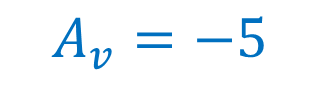 A_v = −5